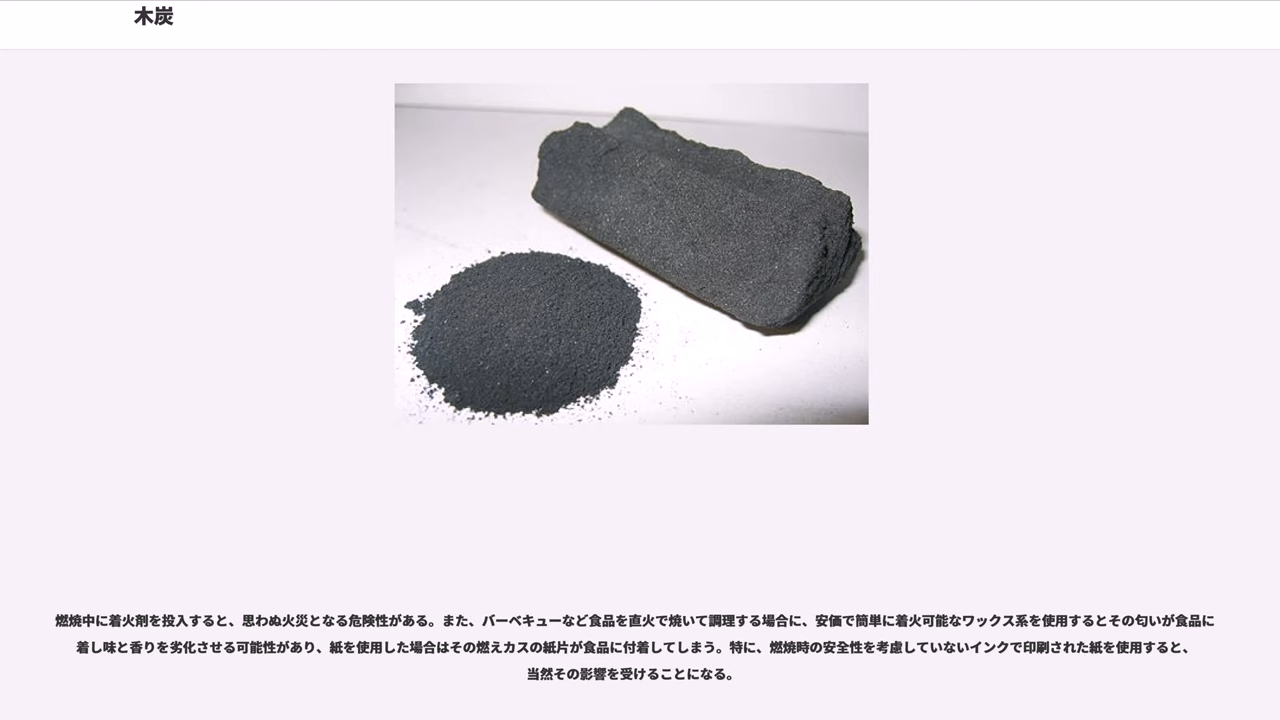 木炭
燃焼中に着火剤を投入すると、思わぬ火災となる危険性がある。また、バーベキューなど食品を直火で焼いて調理する場合に、安価で簡単に着火可能なワックス系を使用するとその匂いが食品に
着し味と香りを劣化させる可能性があり、紙を使用した場合はその燃えカスの紙片が食品に付着してしまう。特に、燃焼時の安全性を考慮していないインクで印刷された紙を使用すると、
当然その影響を受けることになる。